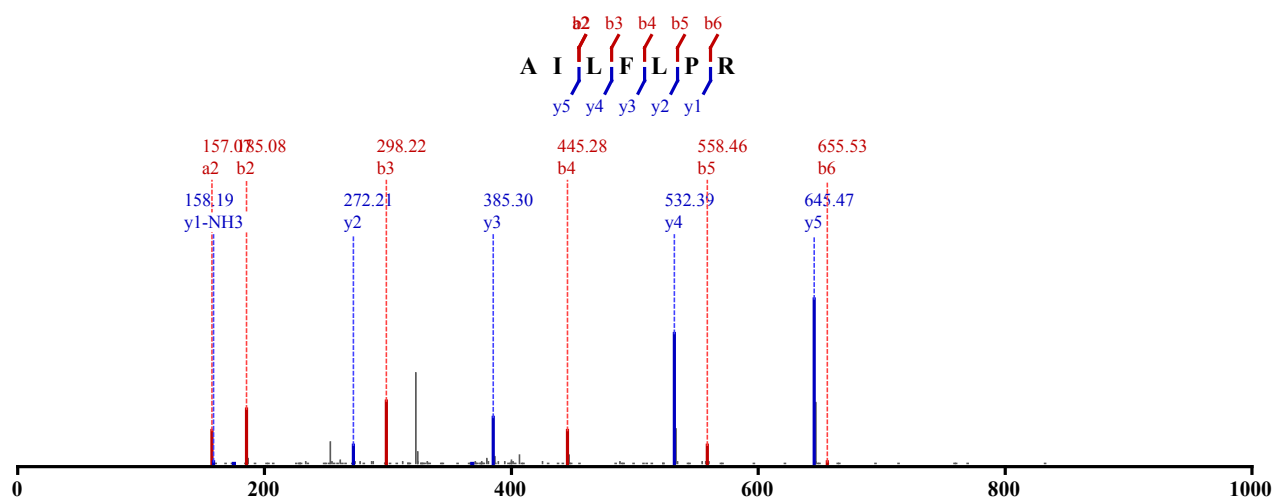 a2 b2 b3 b4 b5 b6
A I L F L P R
y5 y4 y3 y2 y1
157.07 185.08 298.22 445.28 558.46 655.53
a2 b2 b3 b4 b5 b6
158.19 272.21 385.30 532.39 645.47
y1-NH3 y2 y3 y4 y5
0 200 400 600 800 1000